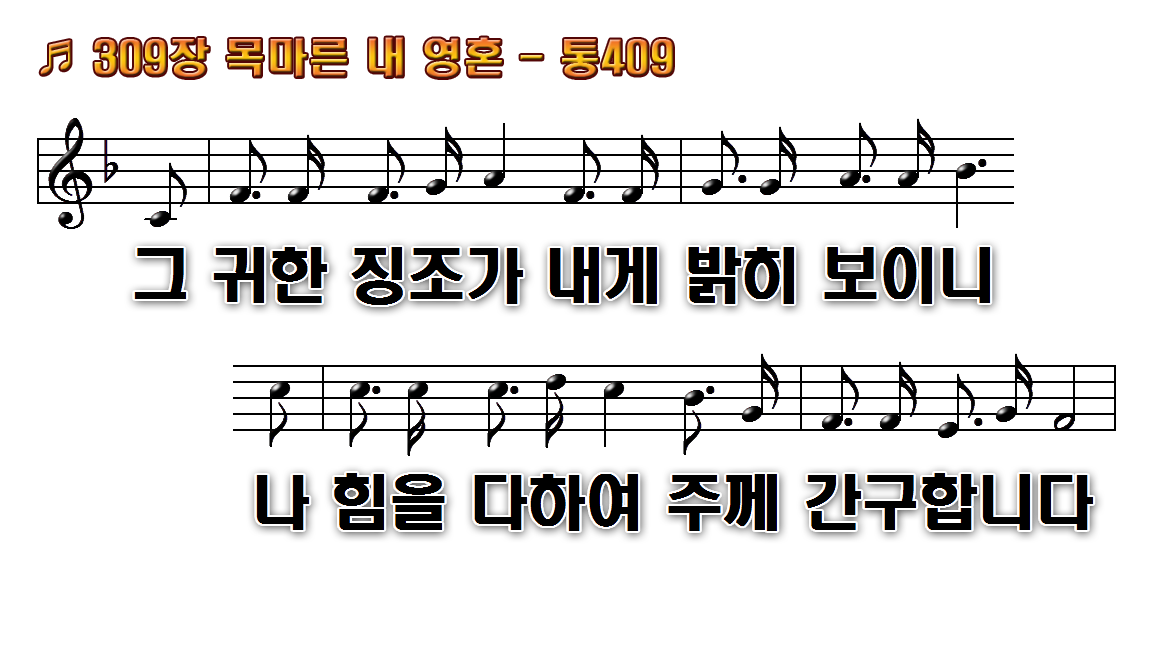 ♬ 309장 목마른 내 영혼 - 통409
그 귀한 징조가 내게 밝히 보이니
나 힘을 다하여 주께 간구합니다